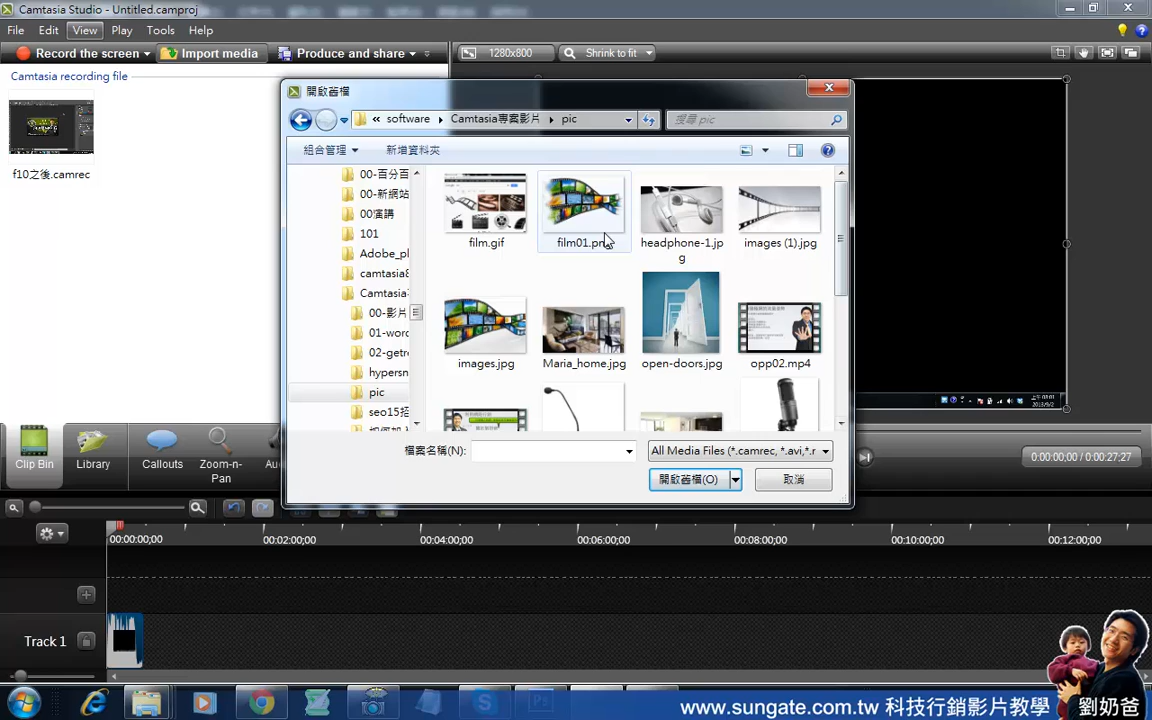 Camtasia Studio - Untitled.camproj
File Edit View Play Tools Help
Record the screen Import media Produce and share 1280x800 Shrink to fit
Camtasia recording file
f10之後.camrec
開啟舊檔
« software Camtasia專案影片 pic 搜尋 pic
組合管理 新增資料夾
00-百分百
00-新網站
00演講
101
Adobe_pl
camtasia8
00-影片
01-word
02-getre
hypersn
pic
film.gif film01.png headphone-1.jp
g images (1).jpg
images.jpg Maria_home.jpg open-doors.jpg opp02.mp4
檔案名稱(N): All Media Files (*.camrec, *.avi,*.r
開啟舊檔(O) 取消
Clip Bin Library Callouts Zoom-n-
Pan Au
0:00:00;00 / 0:00:27;27
00:00:00;00 00:02:00;00 00:04:00;00 00:06:00;00 00:08:00;00 00:10:00;00 00:12:00;00
Track 1
www.sungate.com.tw 科技行銷影片教學 劉奶爸